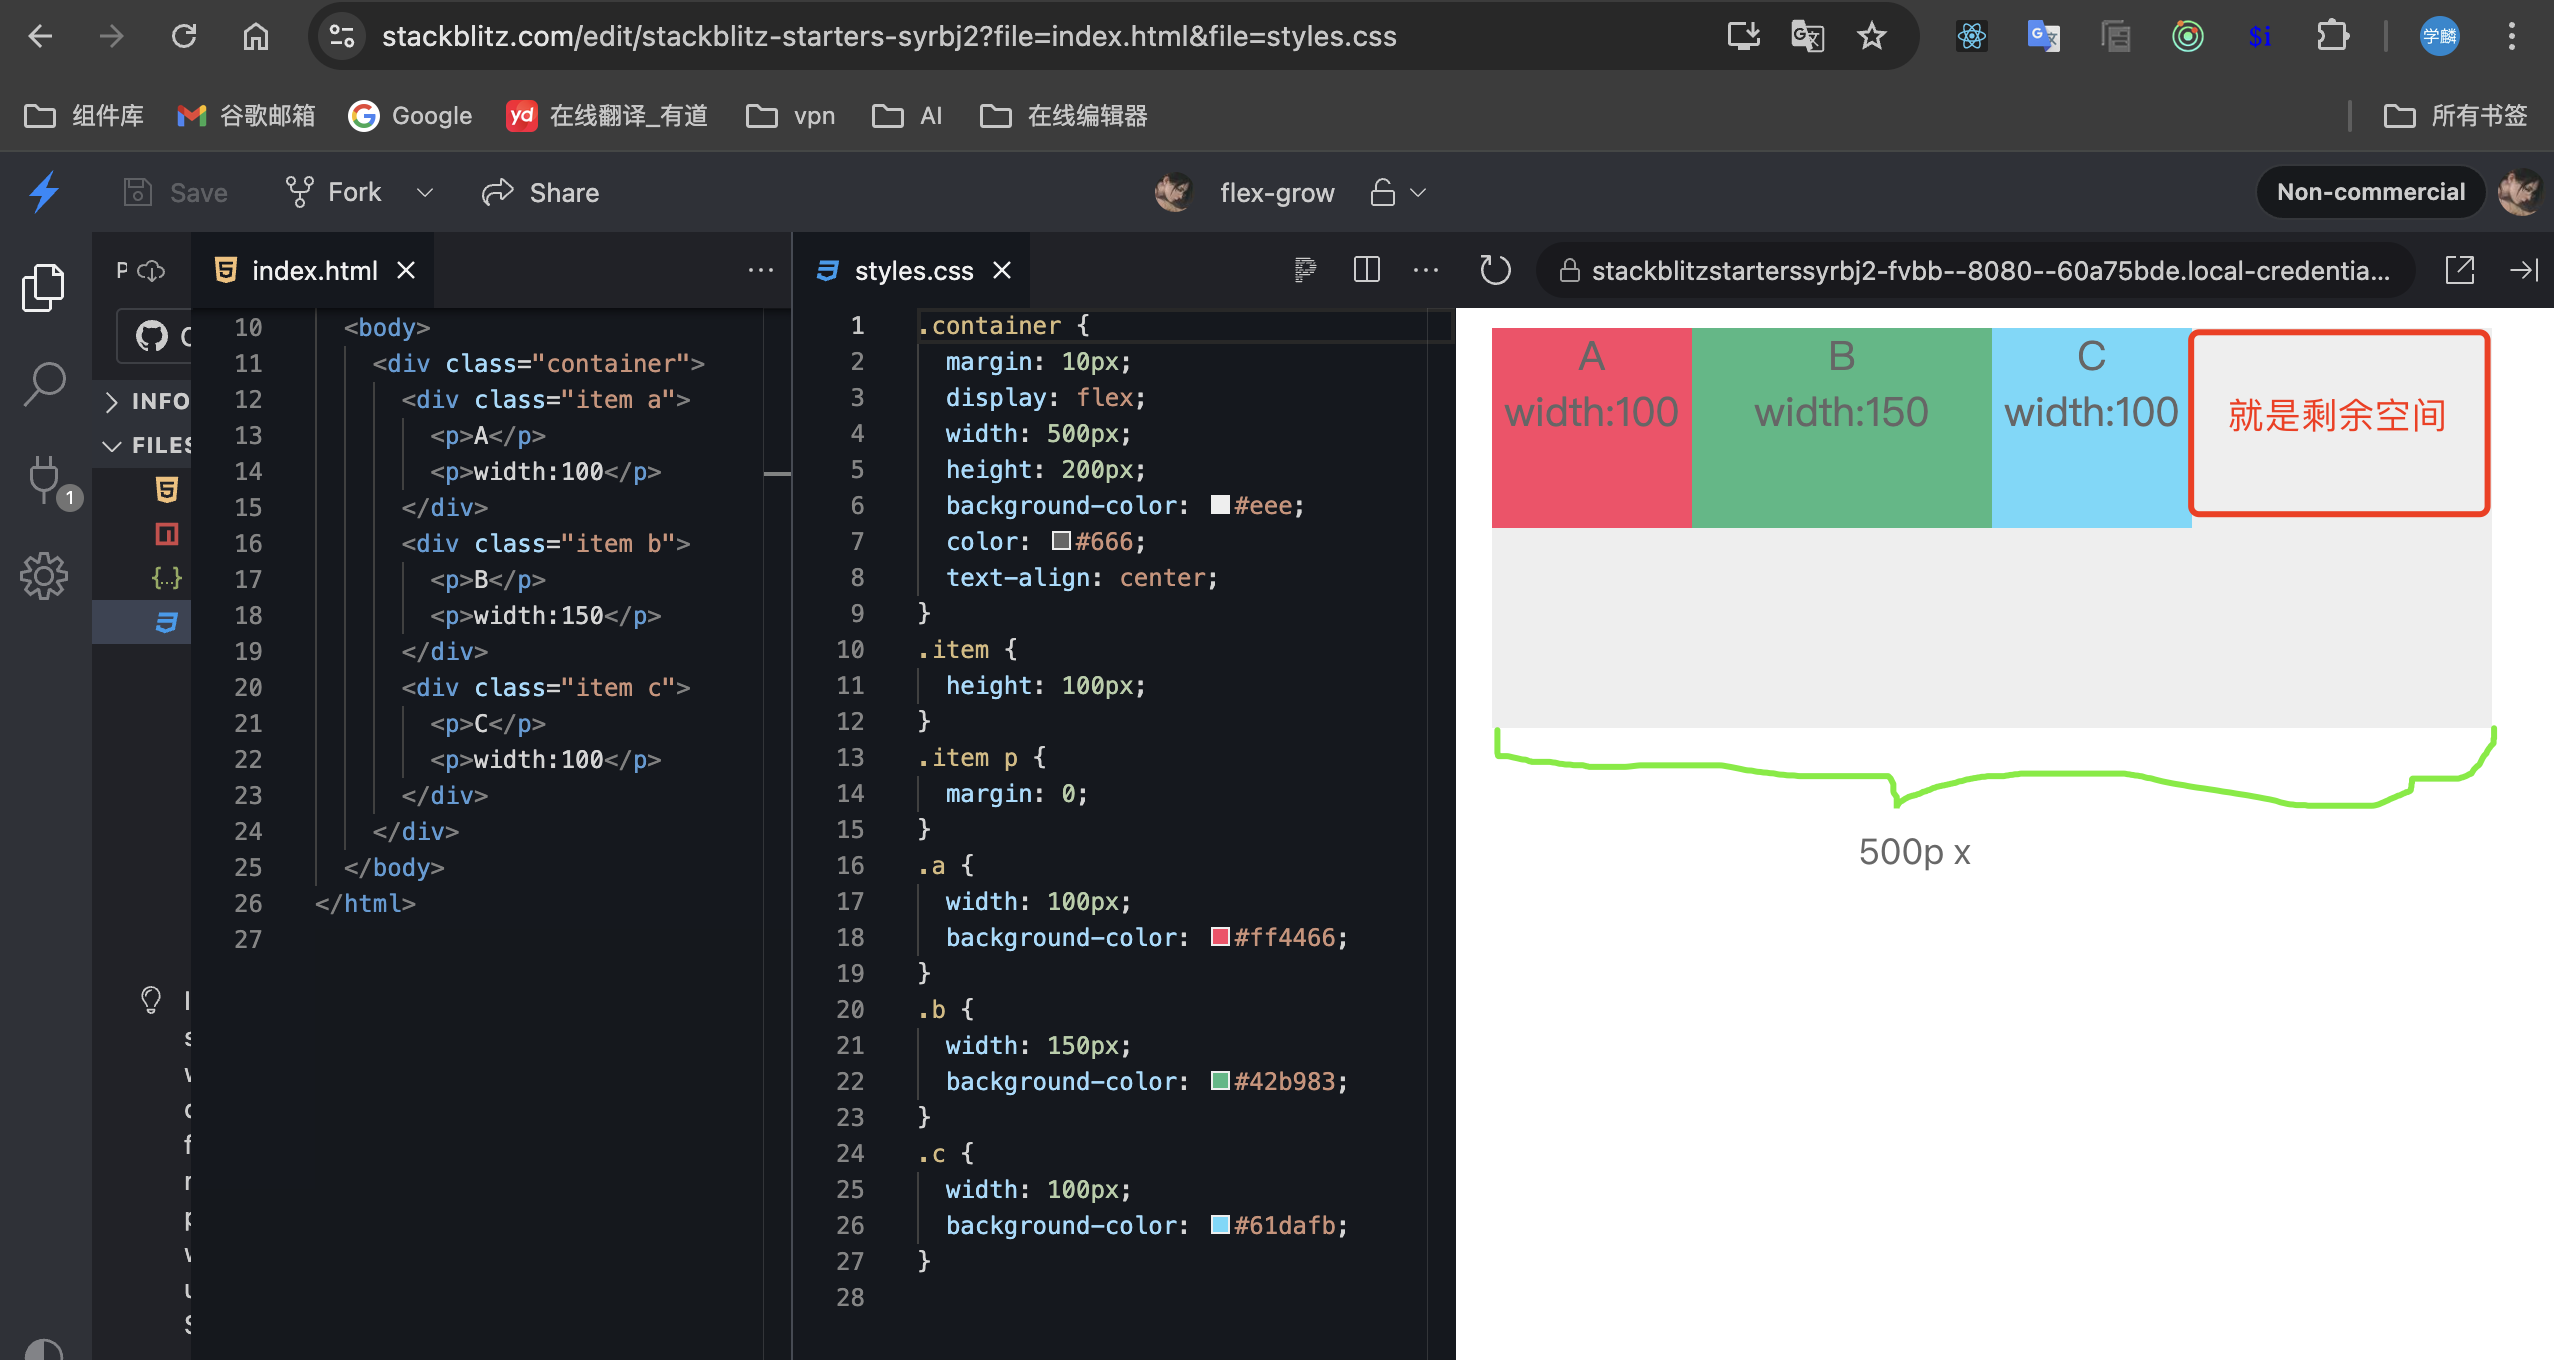 stackblitz.com/edit/stackblitz-starters-syrbj2?file=index.html&file=styles.css
学麟
组件库 谷歌邮箱 Google 在线翻译_有道 vpn AI 在线编辑器 所有书签
Save Fork Share flex-grow Non-commercial
index.html
styles.css
stackblitzstarterssyrbj2-fvbb--8080--60a75bde.local-credentia...
INFO
FILES
1
10 <body>
11 <div class="container">
12 <div class="item a">
13 <p>A</p>
14 <p>width:100</p>
15 </div>
16 <div class="item b">
17 <p>B</p>
18 <p>width:150</p>
19 </div>
20 <div class="item c">
21 <p>C</p>
22 <p>width:100</p>
23 </div>
24 </div>
25 </body>
26 </html>
27
1 .container {
2 margin: 10px;
3 display: flex;
4 width: 500px;
5 height: 200px;
6 background-color: #eee;
7 color: #666;
8 text-align: center;
9 }
10 .item {
11 height: 100px;
12 }
13 .item p {
14 margin: 0;
15 }
16 .a {
17 width: 100px;
18 background-color: #ff4466;
19 }
20 .b {
21 width: 150px;
22 background-color: #42b983;
23 }
24 .c {
25 width: 100px;
26 background-color: #61dafb;
27 }
28
A
width:100
B
width:150
C
width:100
就是剩余空间
500p x